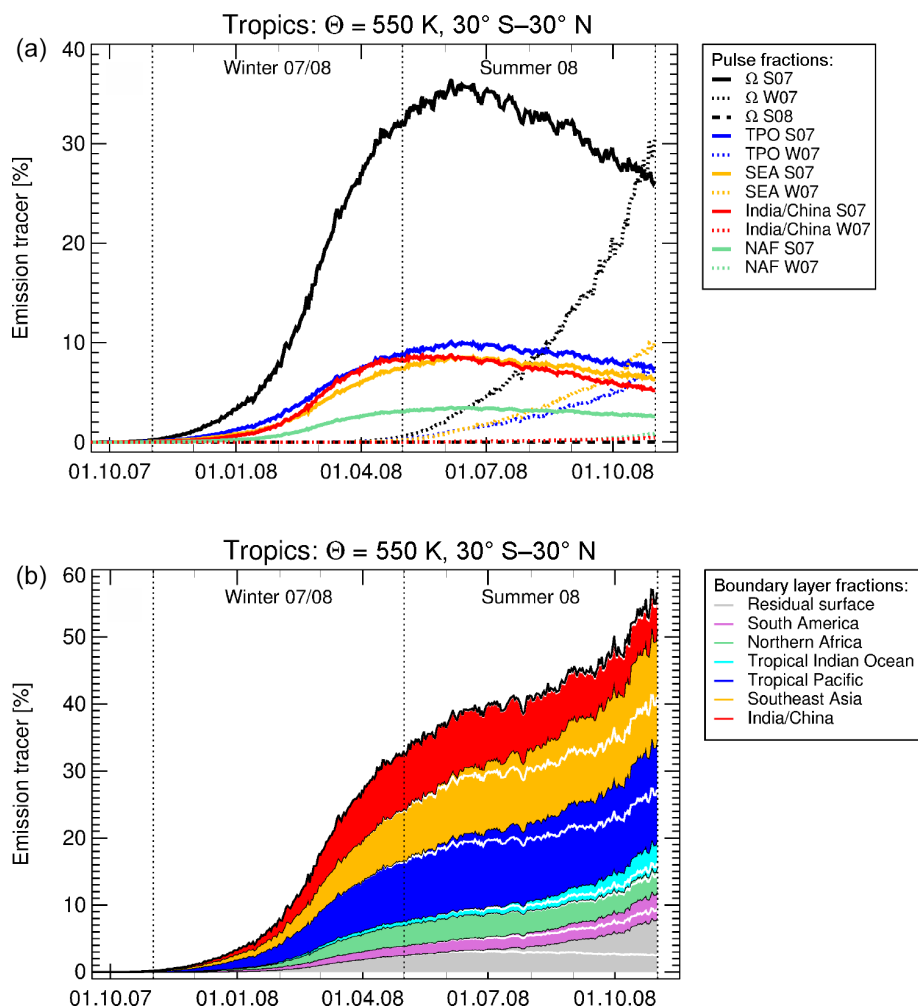 (a)
Tropics: Θ = 550 K, 30° S–30° N
Winter 07/08
Summer 08
Emission tracer [%]
40
30
20
10
0
01.10.07 01.01.08 01.04.08 01.07.08 01.10.08
Pulse fractions:
Ω S07
Ω W07
Ω S08
TPO S07
TPO W07
SEA S07
SEA W07
India/China S07
India/China W07
NAF S07
NAF W07
(b)
Tropics: Θ = 550 K, 30° S–30° N
Winter 07/08
Summer 08
Emission tracer [%]
60
50
40
30
20
10
0
01.10.07 01.01.08 01.04.08 01.07.08 01.10.08
Boundary layer fractions:
Residual surface
South America
Northern Africa
Tropical Indian Ocean
Tropical Pacific
Southeast Asia
India/China